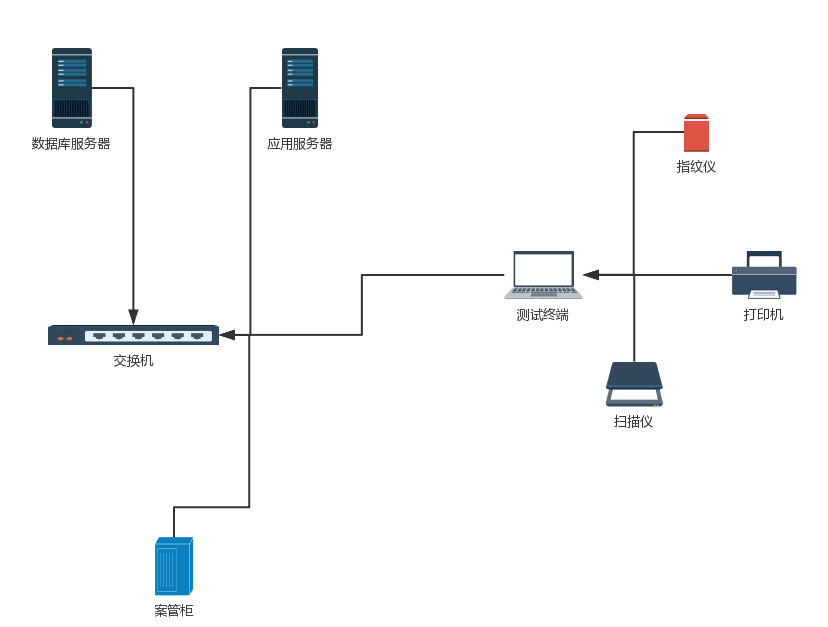 数据库服务器
应用服务器
指纹仪
测试终端
打印机
交换机
扫描仪
案管柜